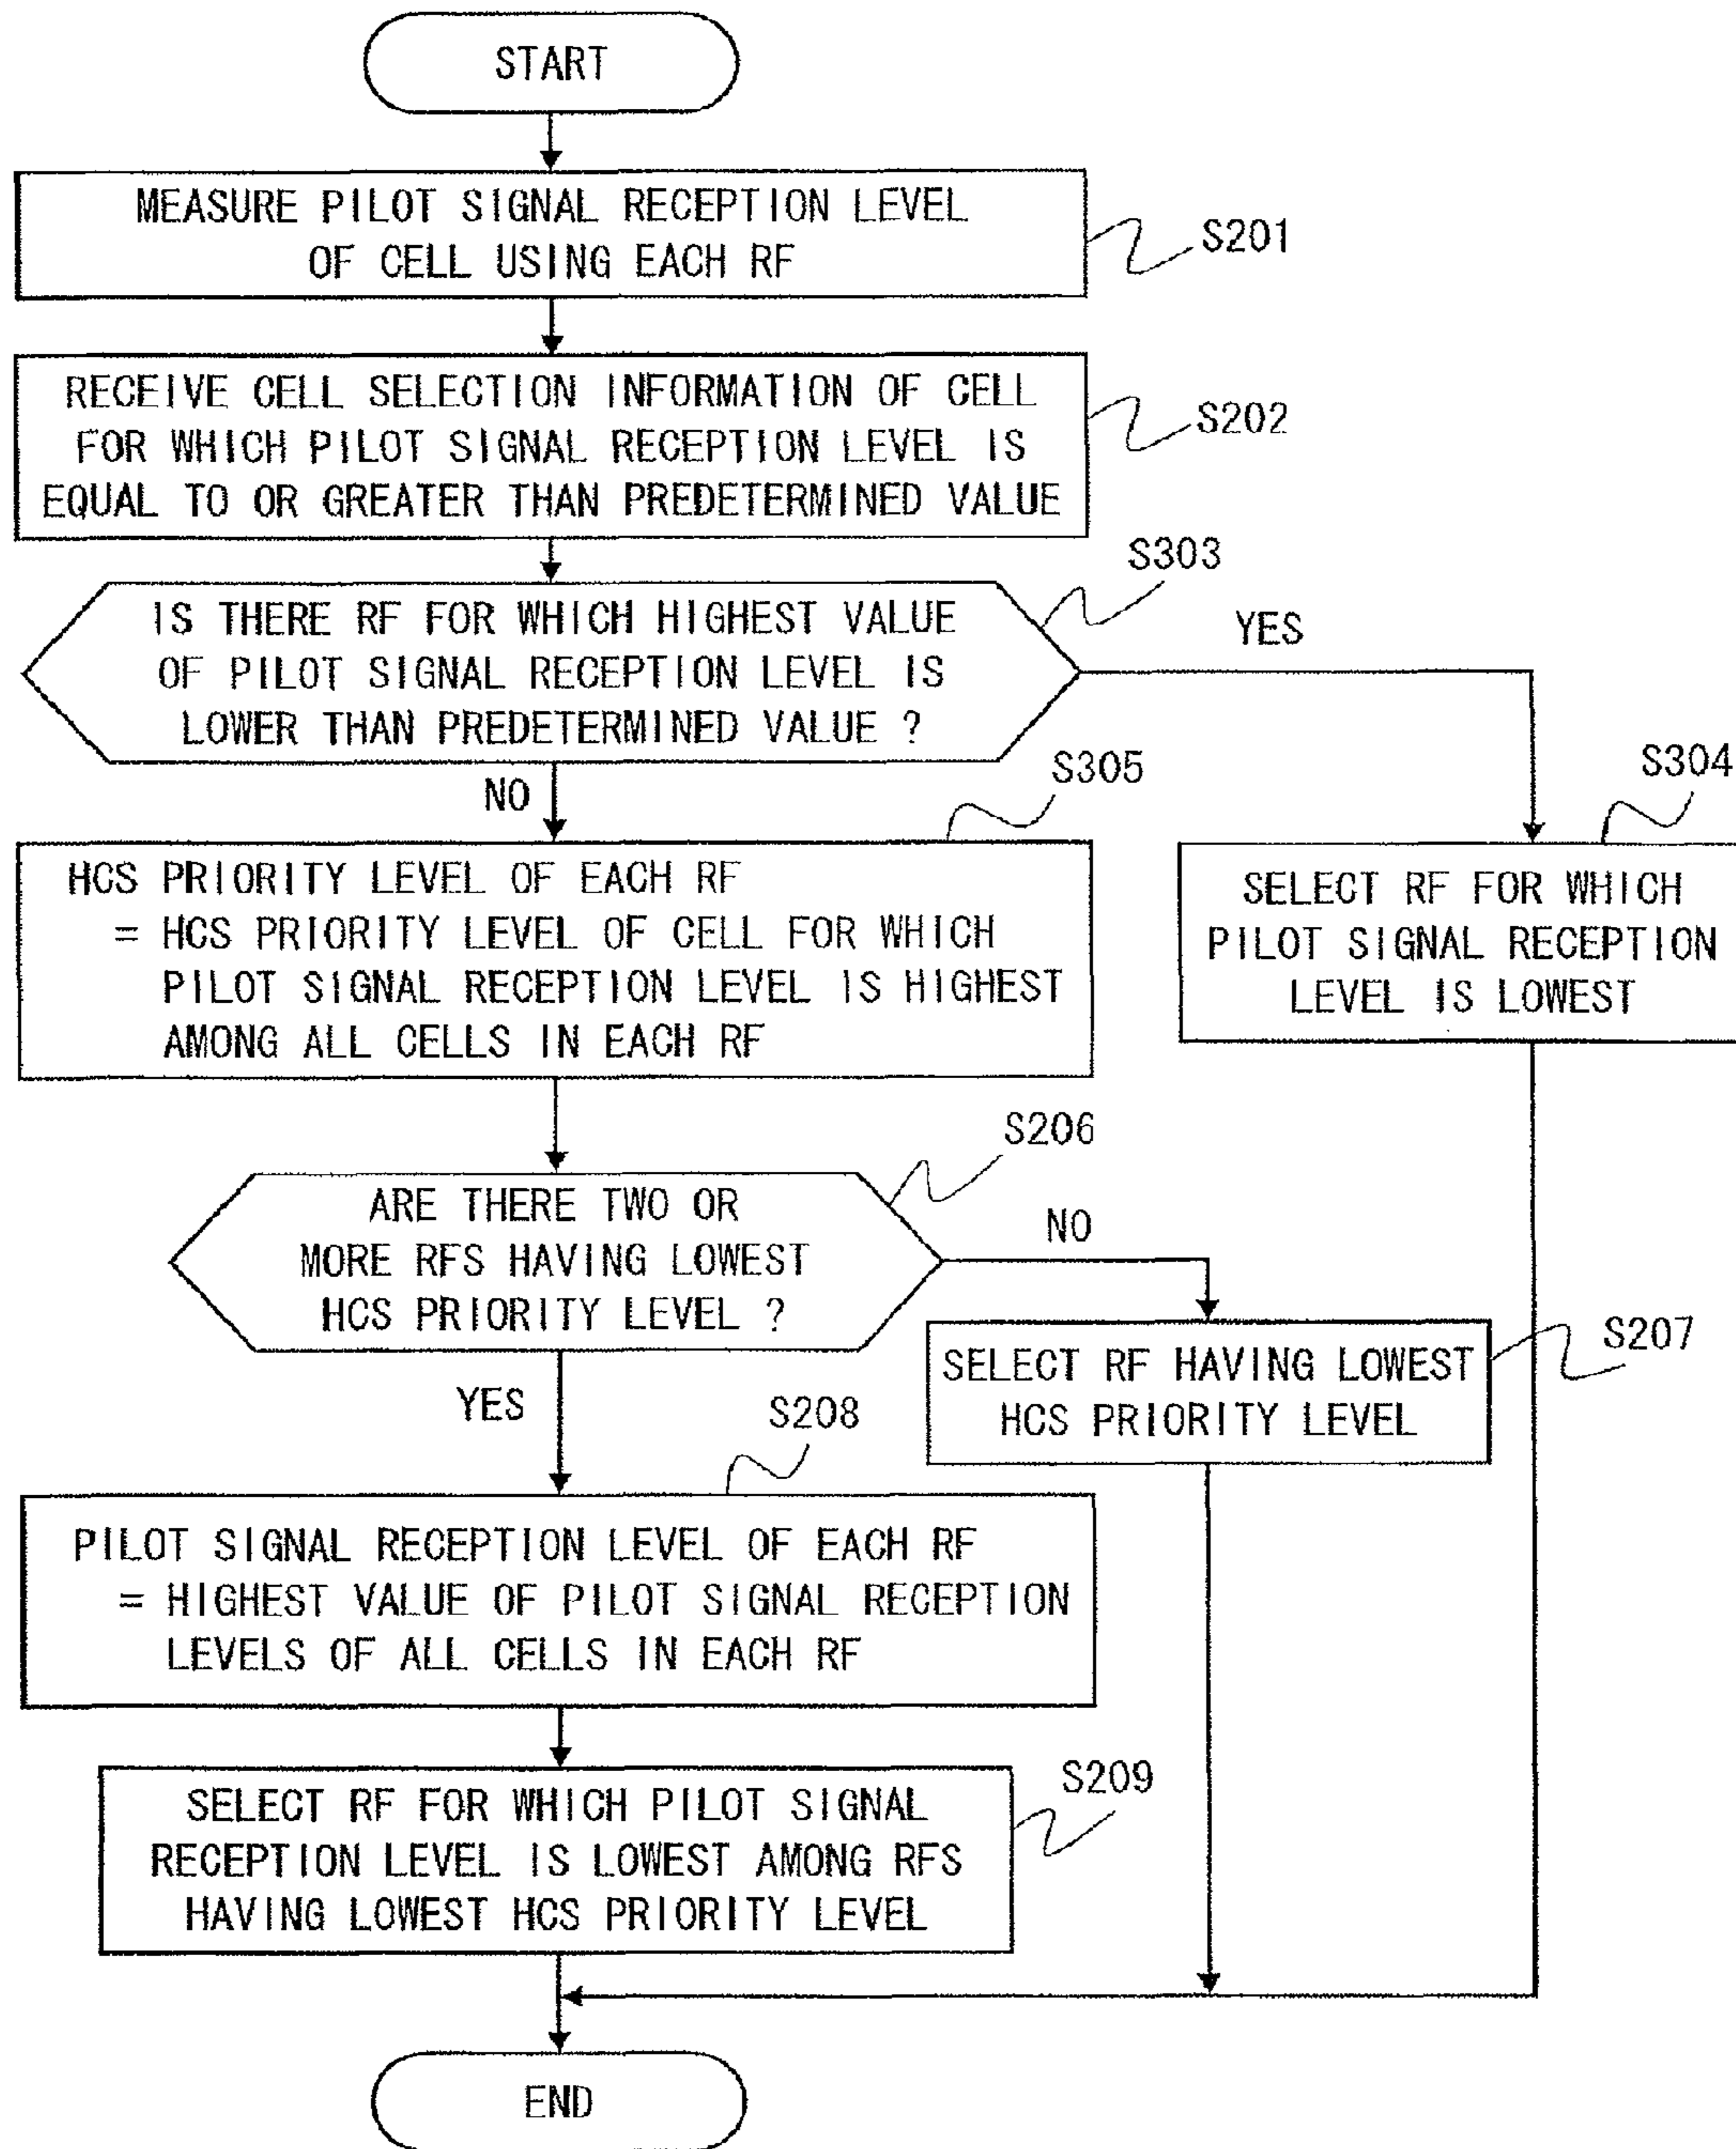 START
MEASURE PILOT SIGNAL RECEPTION LEVEL
OF CELL USING EACH RF
S201
RECEIVE CELL SELECTION INFORMATION OF CELL
FOR WHICH PILOT SIGNAL RECEPTION LEVEL IS
EQUAL TO OR GREATER THAN PREDETERMINED VALUE
S202
IS THERE RF FOR WHICH HIGHEST VALUE
OF PILOT SIGNAL RECEPTION LEVEL IS
LOWER THAN PREDETERMINED VALUE ?
S303
YES
NO
S305
S304
HCS PRIORITY LEVEL OF EACH RF
= HCS PRIORITY LEVEL OF CELL FOR WHICH
PILOT SIGNAL RECEPTION LEVEL IS HIGHEST
AMONG ALL CELLS IN EACH RF
SELECT RF FOR WHICH
PILOT SIGNAL RECEPTION
LEVEL IS LOWEST
S206
ARE THERE TWO OR
MORE RFS HAVING LOWEST
HCS PRIORITY LEVEL ?
NO
S207
SELECT RF HAVING LOWEST
HCS PRIORITY LEVEL
YES
S208
PILOT SIGNAL RECEPTION LEVEL OF EACH RF
= HIGHEST VALUE OF PILOT SIGNAL RECEPTION
LEVELS OF ALL CELLS IN EACH RF
S209
SELECT RF FOR WHICH PILOT SIGNAL
RECEPTION LEVEL IS LOWEST AMONG RFS
HAVING LOWEST HCS PRIORITY LEVEL
END